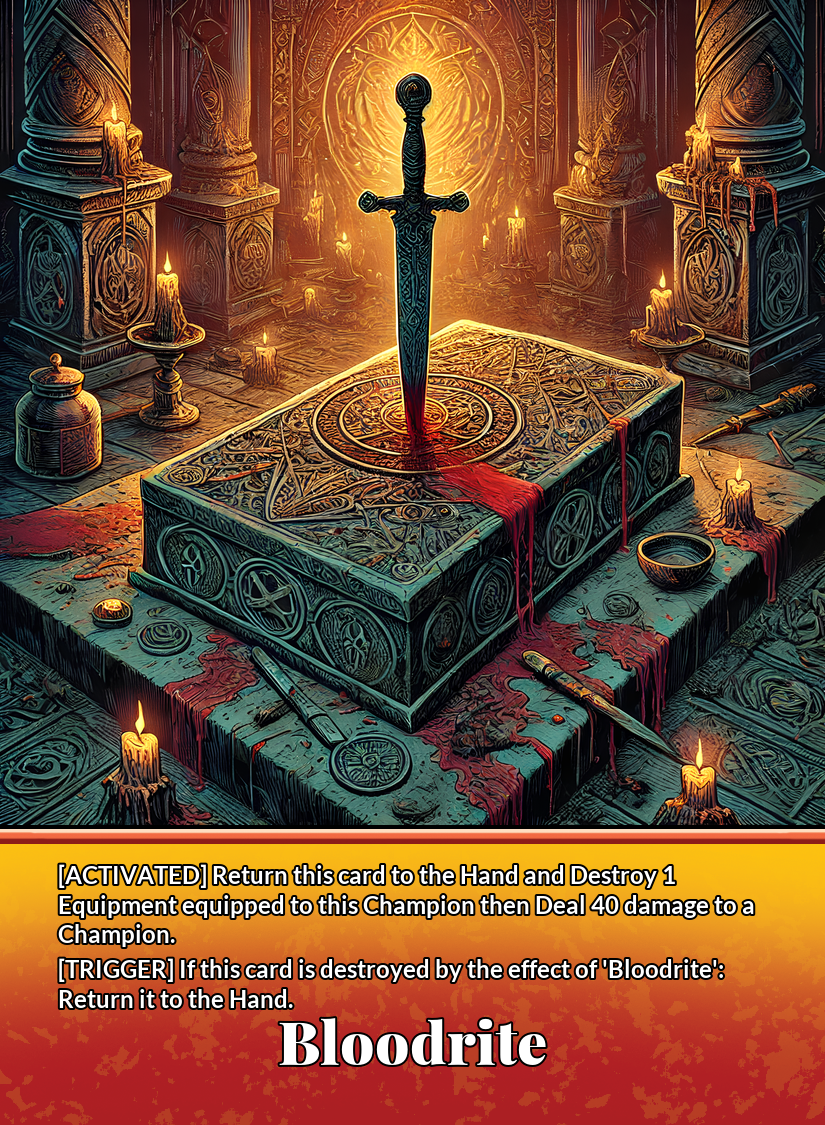 [ACTIVATED] Return this card to the Hand and Destroy 1
Equipment equipped to this Champion then Deal 40 damage to a
Champion.
[TRIGGER] If this card is destroyed by the effect of 'Bloodrite':
Return it to the Hand.
Bloodrite